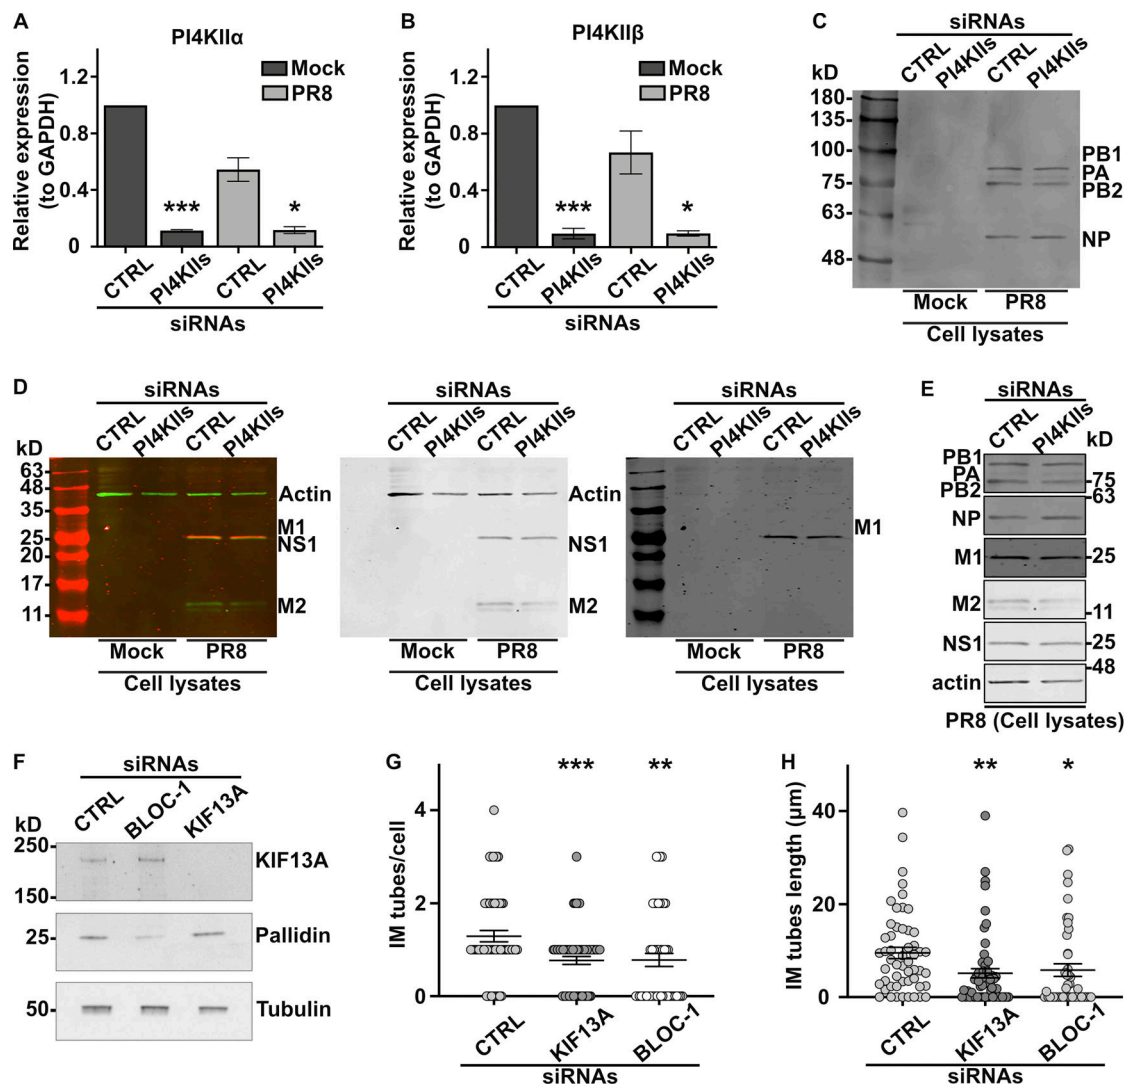 A
PI4KIIα
Relative expression
(to GAPDH)
1.2
0.8
0.4
0
Mock
PR8
***
*
CTRL
PI4KIIs
CTRL
PI4KIIs
siRNAs
B
PI4KIIβ
Relative expression
(to GAPDH)
1.2
0.8
0.4
0
Mock
PR8
***
*
CTRL
PI4KIIs
CTRL
PI4KIIs
siRNAs
C
siRNAs
CTRL
PI4KIIs
CTRL
PI4KIIs
kD
180
135
100
75
63
48
PB1
PA
PB2
NP
Mock
PR8
Cell lysates
D
siRNAs
CTRL
PI4KIIs
CTRL
PI4KIIs
kD
63
48
35
25
20
17
11
Actin
M1
NS1
M2
Mock
PR8
Cell lysates
siRNAs
CTRL
PI4KIIs
CTRL
PI4KIIs
Actin
NS1
M2
Mock
PR8
Cell lysates
siRNAs
CTRL
PI4KIIs
CTRL
PI4KIIs
M1
Mock
PR8
Cell lysates
E
siRNAs
CTRL
PI4KIIs
kD
PB1
PA
PB2
75
63
NP
M1
25
M2
11
NS1
25
48
actin
PR8 (Cell lysates)
F
siRNAs
CTRL
BLOC-1
KIF13A
kD
250
150
KIF13A
25
Pallidin
50
Tubulin
G
IM tubes/cell
6
4
2
0
***
**
CTRL
KIF13A
BLOC-1
siRNAs
H
IM tubes length (µm)
40
20
0
**
*
CTRL
KIF13A
BLOC-1
siRNAs